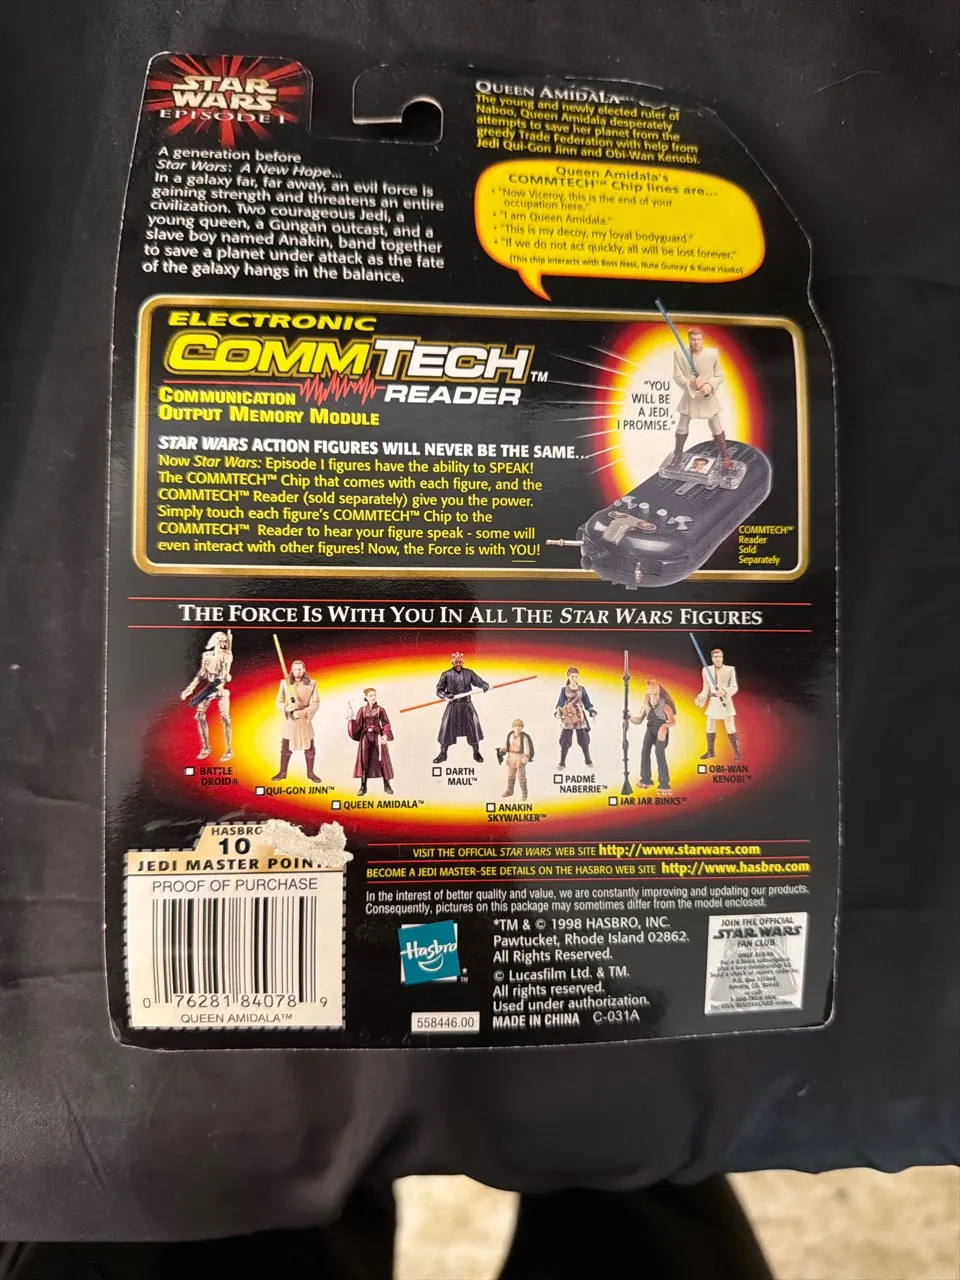 STAR
WARS
EPISODE I
A generation before
Star Wars: A New Hope...
In a galaxy far, far away, an evil force is
gaining strength and threatens an entire
civilization. Two courageous Jedi, a
young queen, a Gungan outcast, and a
slave boy named Anakin, band together
to save a planet under attack as the fate
of the galaxy hangs in the balance.
QUEEN AMIDALA
The young and newly elected ruler of
Naboo, Queen Amidala desperately
attempts to save her planet from the
greedy Trade Federation with help from
Jedi Qui-Gon Jinn and Obi-Wan Kenobi.
Queen Amidala's
COMMTECH™ Chip lines are...
• "Now Viceroy, this is the end of your
occupation here."
• "I am Queen Amidala."
• "This is my decoy, my loyal bodyguard."
• "If we do not act quickly, all will be lost forever."
(This chip interacts with Boss Nass, Nute Gunray & Rune Haako)
ELECTRONIC
COMMTECH™
READER
COMMUNICATION
OUTPUT MEMORY MODULE
STAR WARS ACTION FIGURES WILL NEVER BE THE SAME...
Now Star Wars: Episode I figures have the ability to SPEAK!
The COMMTECH™ Chip that comes with each figure, and the
COMMTECH™ Reader (sold separately) give you the power.
Simply touch each figure's COMMTECH™ Chip to the
COMMTECH™ Reader to hear your figure speak - some will
even interact with other figures! Now, the Force is with YOU!
"YOU
WILL BE
A JEDI,
I PROMISE."
COMMTECH™
Reader
Sold
Separately
THE FORCE IS WITH YOU IN ALL THE STAR WARS FIGURES
BATTLE
DROID®
QUI-GON JINN™
QUEEN AMIDALA™
DARTH
MAUL™
ANAKIN
SKYWALKER™
PADMÉ
NABERRIE™
JAR JAR BINKS™
OBI-WAN
KENOBI™
HASBRO
10
JEDI MASTER POIN
PROOF OF PURCHASE
0 76281 84078 9
QUEEN AMIDALA™
VISIT THE OFFICIAL STAR WARS WEB SITE http://www.starwars.com
BECOME A JEDI MASTER-SEE DETAILS ON THE HASBRO WEB SITE http://www.hasbro.com
In the interest of better quality and value, we are constantly improving and updating our products.
Consequently, pictures on this package may sometimes differ from the model enclosed.
Hasbro
*™
*TM & © 1998 HASBRO, INC.
Pawtucket, Rhode Island 02862.
All Rights Reserved.
© Lucasfilm Ltd. & TM.
All rights reserved.
Used under authorization.
MADE IN CHINA C-031A
558446.00
JOIN THE OFFICIAL
STAR WARS
FAN CLUB